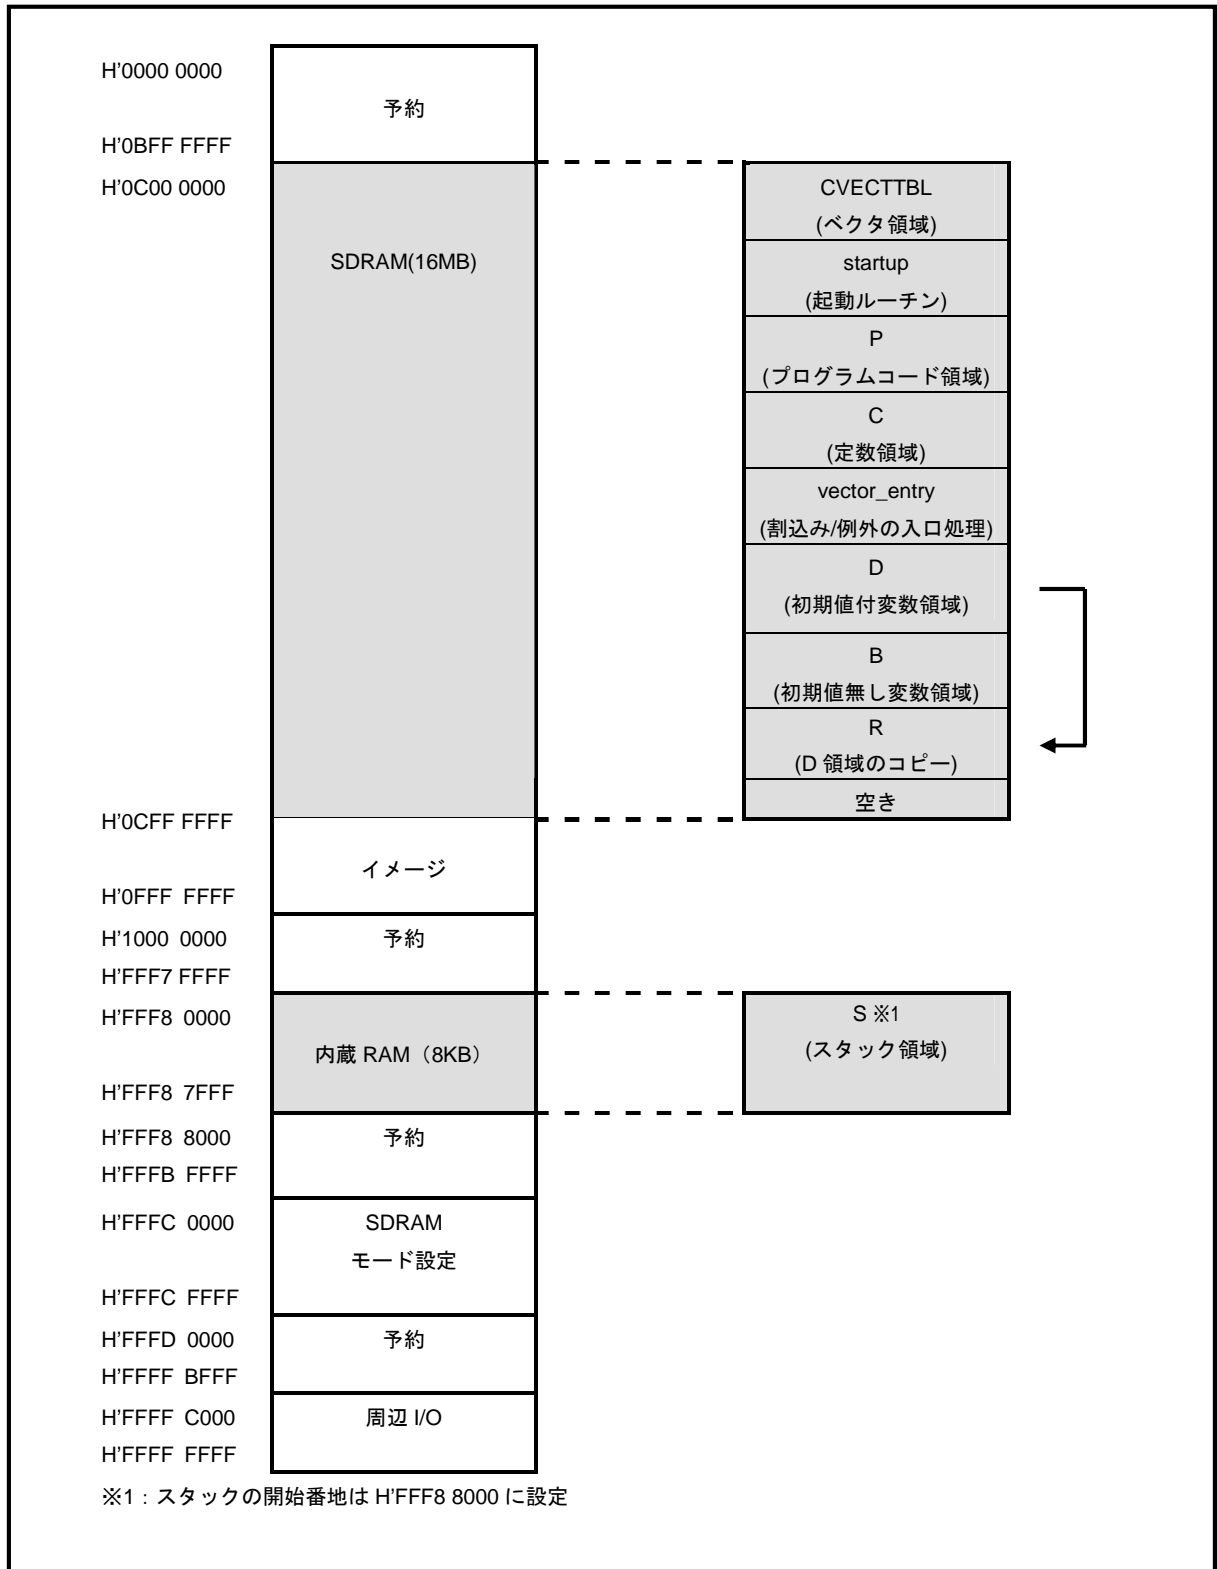 H'0000 0000
予約
H'0BFF FFFF
H'0C00 0000
SDRAM(16MB)
CVECTTBL
(ベクタ領域)
startup
(起動ルーチン)
P
(プログラムコード領域)
C
(定数領域)
vector_entry
(割込み/例外の入口処理)
D
(初期値付変数領域)
B
(初期値無し変数領域)
R
(D 領域のコピー)
空き
H'0CFF FFFF
イメージ
H'0FFF FFFF
H'1000 0000
予約
H'FFF7 FFFF
H'FFF8 0000
内蔵 RAM（8KB）
S ※1
(スタック領域)
H'FFF8 7FFF
H'FFF8 8000
予約
H'FFFB FFFF
H'FFFC 0000
SDRAM
モード設定
H'FFFC FFFF
H'FFFD 0000
予約
H'FFFF BFFF
H'FFFF C000
周辺 I/O
H'FFFF FFFF
※1：スタックの開始番地は H'FFF8 8000 に設定